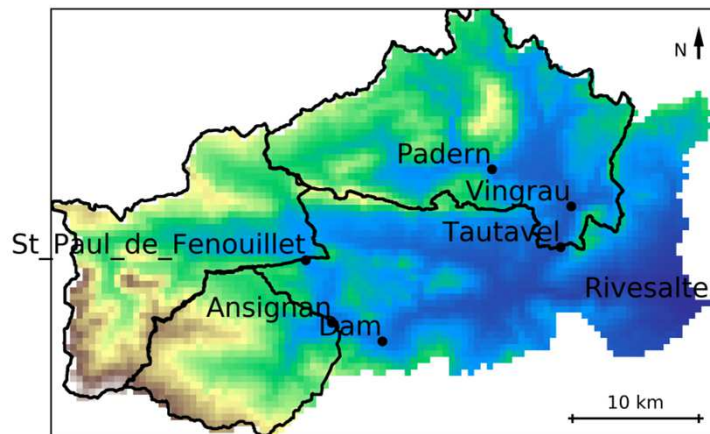 N
Padern
Vingrau
Tautavel
St_Paul_de_Fenouillet
Rivesalte
Ansignan
Dam
10 km